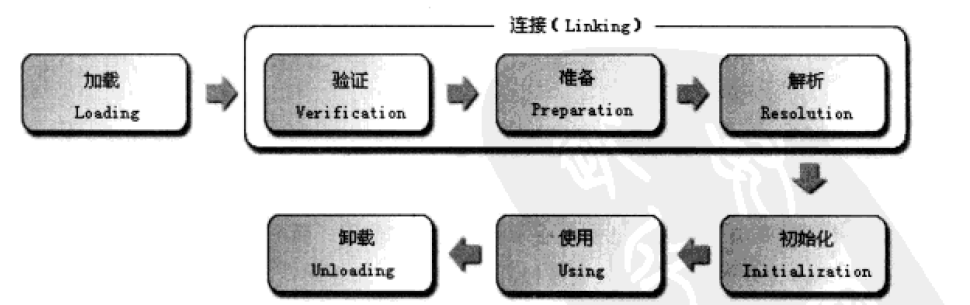 连接（Linking）
加载
Loading
验证
Verification
准备
Preparation
解析
Resolution
卸载
Unloading
使用
Using
初始化
Initialization